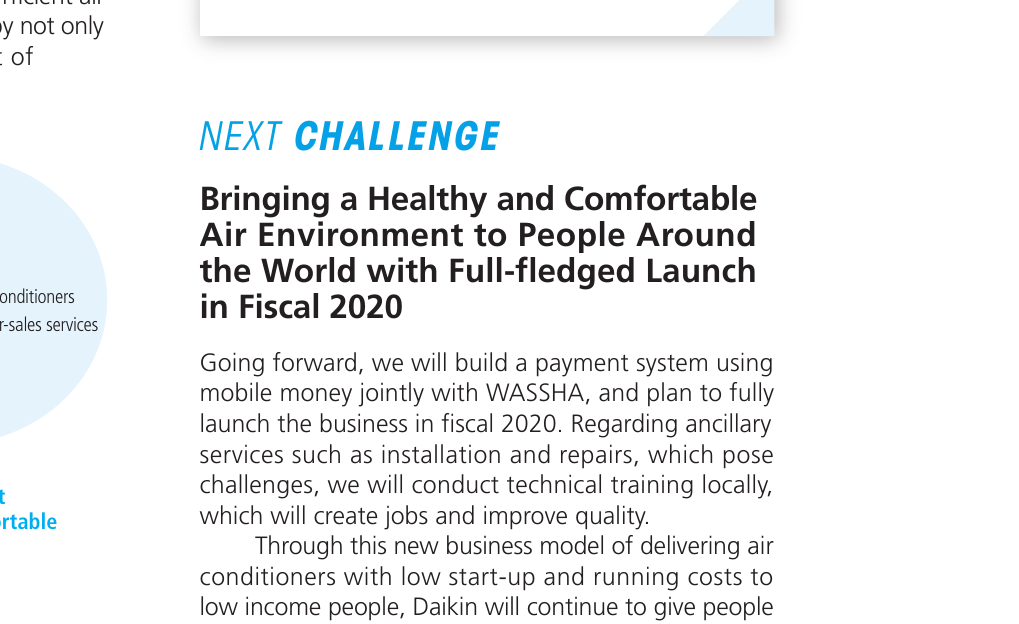 by not only
of
NEXT CHALLENGE
Bringing a Healthy and Comfortable
Air Environment to People Around
the World with Full-fledged Launch
in Fiscal 2020
Going forward, we will build a payment system using
mobile money jointly with WASSHA, and plan to fully
launch the business in fiscal 2020. Regarding ancillary
services such as installation and repairs, which pose
challenges, we will conduct technical training locally,
which will create jobs and improve quality.
Through this new business model of delivering air
conditioners with low start-up and running costs to
low income people, Daikin will continue to give people
onditioners
r-sales services
t
ortable